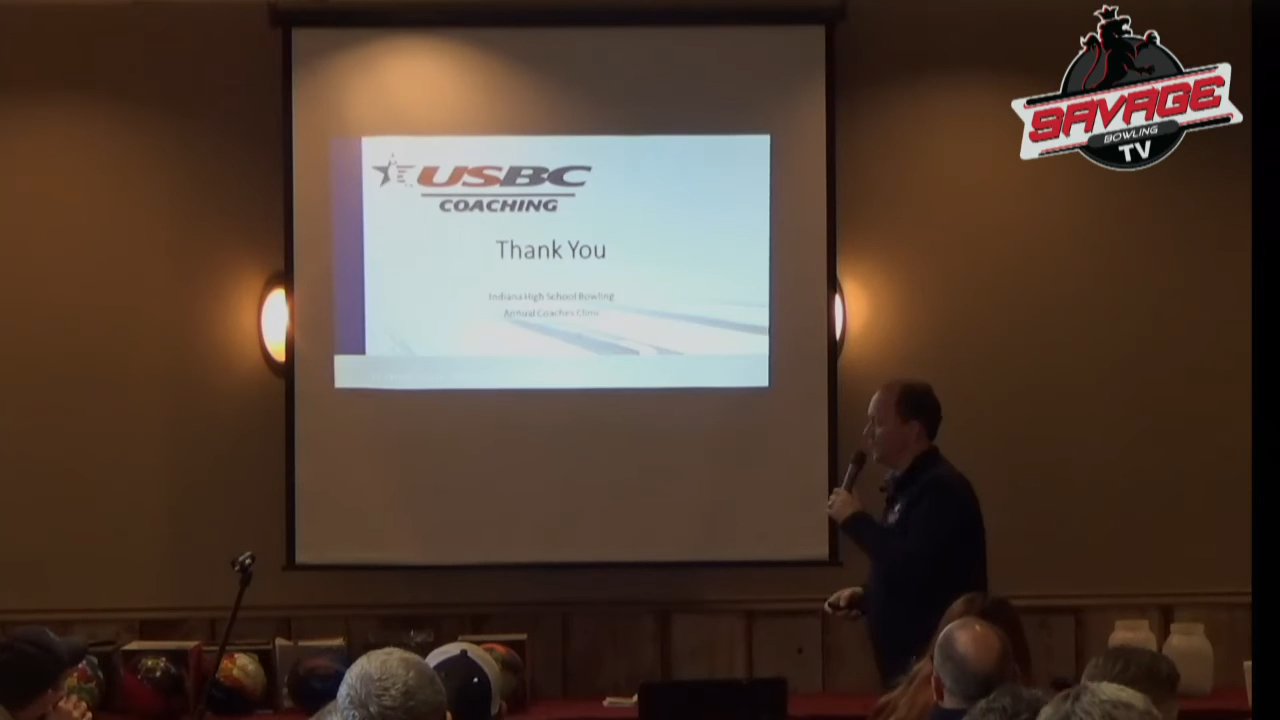 USBC
COACHING
Thank You
Indiana High School Bowling
Annual Coaches Clinic
SAVAGE
BOWLING
TV